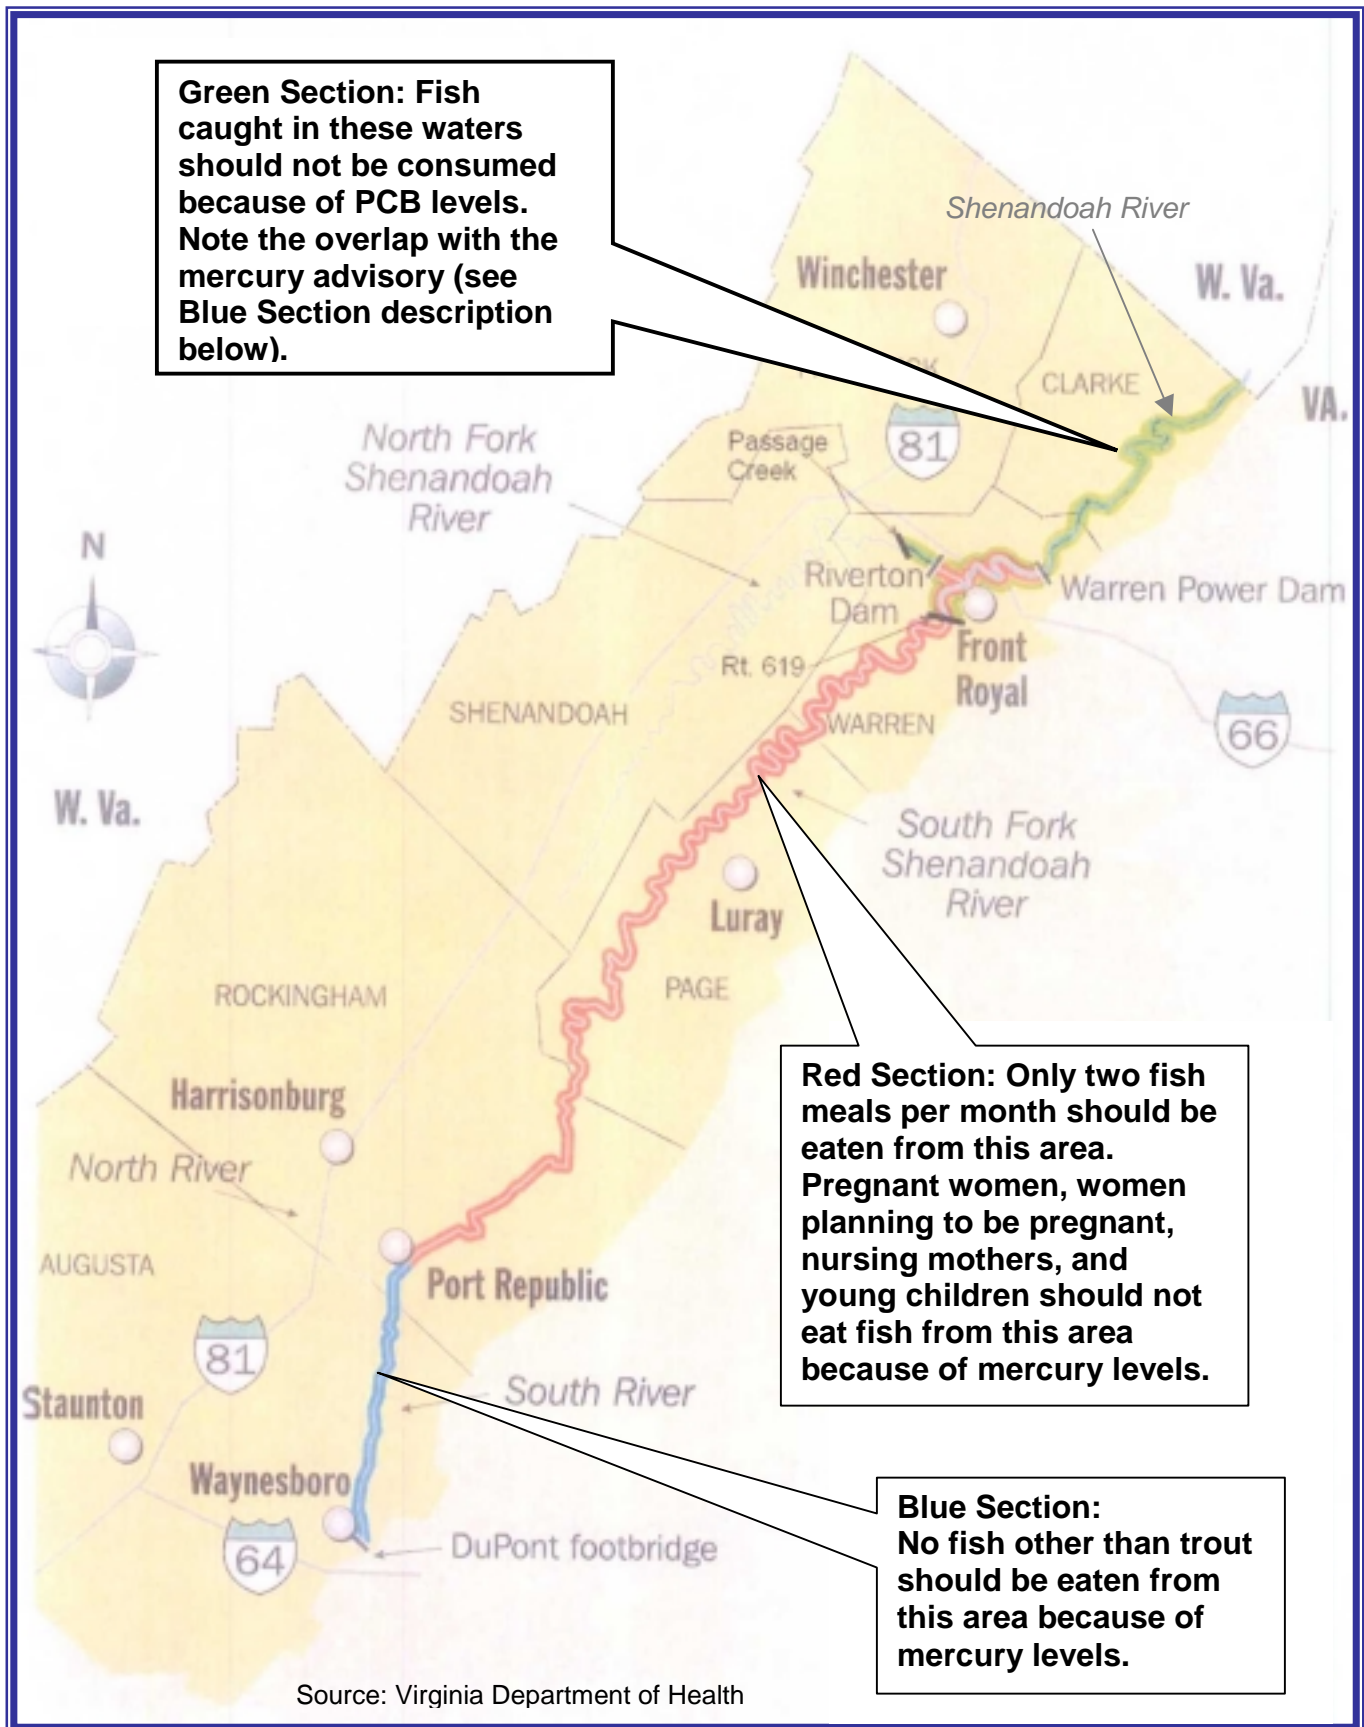 Green Section: Fish
caught in these waters
should not be consumed
because of PCB levels.
Note the overlap with the
mercury advisory (see
Blue Section description
below).
Shenandoah River
Winchester
W. Va.
CLARKE
VA.
81
Passage
Creek
North Fork
Shenandoah
River
N
Riverton
Dam
Warren Power Dam
Front
Royal
Rt. 619
SHENANDOAH
WARREN
66
W. Va.
South Fork
Shenandoah
River
Luray
PAGE
ROCKINGHAM
Red Section: Only two fish
meals per month should be
eaten from this area.
Pregnant women, women
planning to be pregnant,
nursing mothers, and
young children should not
eat fish from this area
because of mercury levels.
Harrisonburg
North River
AUGUSTA
Port Republic
81
South River
Staunton
Waynesboro
64
DuPont footbridge
Blue Section:
No fish other than trout
should be eaten from
this area because of
mercury levels.
Source: Virginia Department of Health